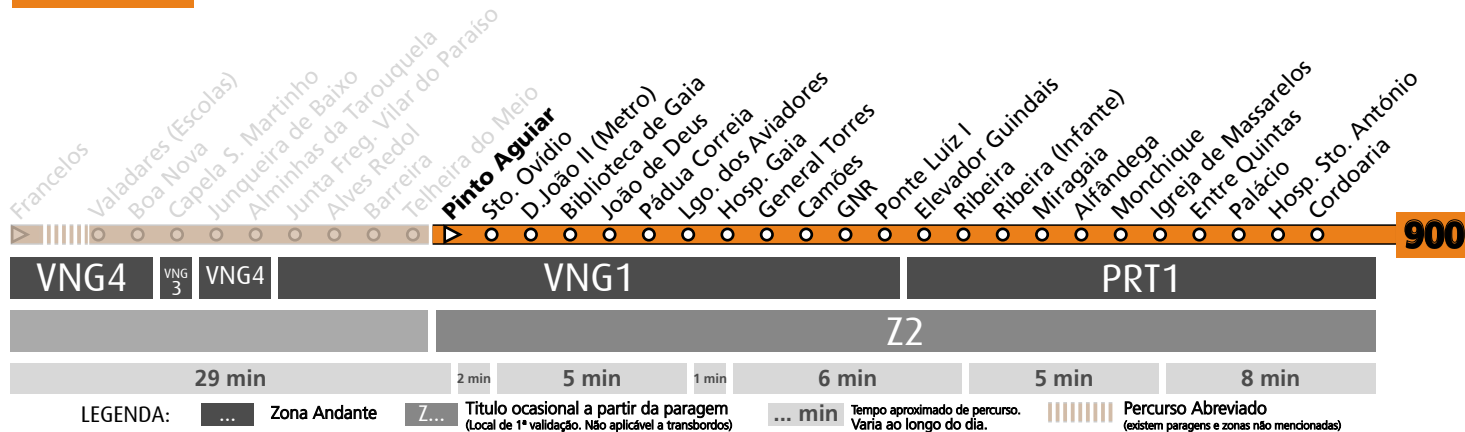 Francelos
Valadares (Escolas)
Boa Nova
Capela S. Martinho
Junqueira de Baixo
Alminhas da Tarouquela
Junta Freg. Vilar do Paraíso
Alves Redol
Barreira
Telheira do Meio
Pinto Aguiar
Sto. Ovídio
D.João II (Metro)
Biblioteca de Gaia
João de Deus
Pádua Correia
Lgo. dos Aviadores
Hosp. Gaia
General Torres
Camões
GNR
Ponte Luíz I
Elevador Guindais
Ribeira
Ribeira (Infante)
Miragaia
Alfândega
Monchique
Igreja de Massarelos
Entre Quintas
Palácio
Hosp. Sto. António
Cordoaria
900
VNG4
VNG
3
VNG4
VNG1
PRT1
Z2
29 min
2 min
5 min
1 min
6 min
5 min
8 min
LEGENDA:
...
Zona Andante
Z...
Titulo ocasional a partir da paragem
(Local de 1ª validação. Não aplicável a transbordos)
... min
Tempo aproximado de percurso.
Varia ao longo do dia.
Percurso Abreviado
(existem paragens e zonas não mencionadas)